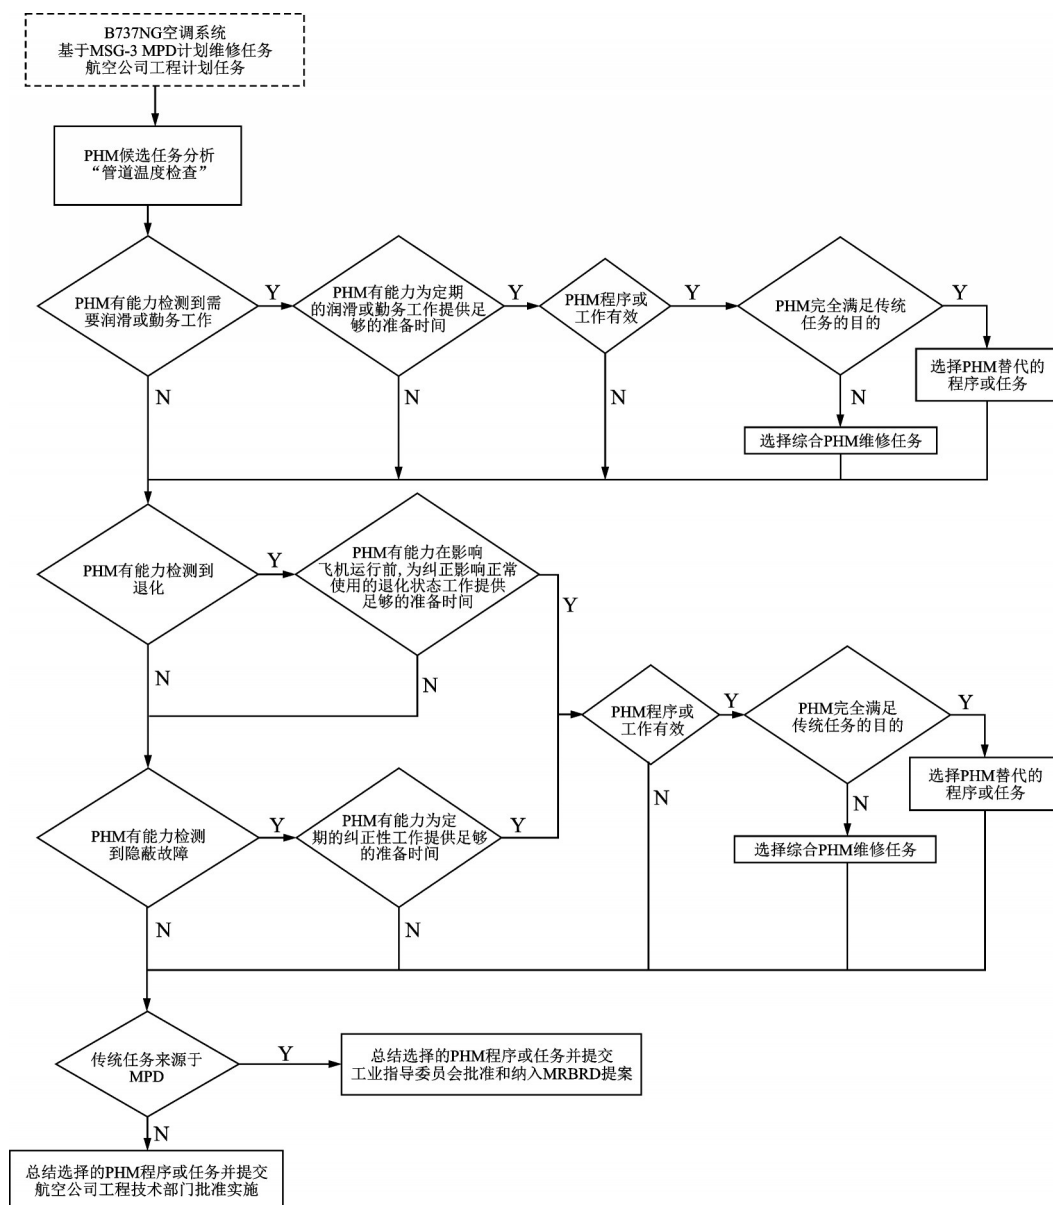 B737NG空调系统
基于MSG-3 MPD计划维修任务
航空公司工程计划任务
PHM候选任务分析
“管道温度检查”
PHM有能力检测到需
要润滑或勤务工作
Y
PHM有能力为定期
的润滑或勤务工作提供足
够的准备时间
Y
PHM程序或
工作有效
Y
PHM完全满足传统
任务的目的
Y
选择PHM替代的
程序或任务
N
N
N
N
选择综合PHM维修任务
PHM有能力检测到
退化
Y
PHM有能力在影响
飞机运行前,为纠正影响正常
使用的退化状态工作提供
足够的准备时间
Y
N
N
PHM程序或
工作有效
Y
PHM完全满足
传统任务的目的
Y
选择PHM替代的
程序或任务
N
N
选择综合PHM维修任务
PHM有能力检测
到隐蔽故障
Y
PHM有能力为定
期的纠正性工作提供足够
的准备时间
Y
N
N
传统任务来源于
MPD
Y
总结选择的PHM程序或任务并提交
工业指导委员会批准和纳入MRBRD提案
N
总结选择的PHM程序或任务并提交
航空公司工程技术部门批准实施